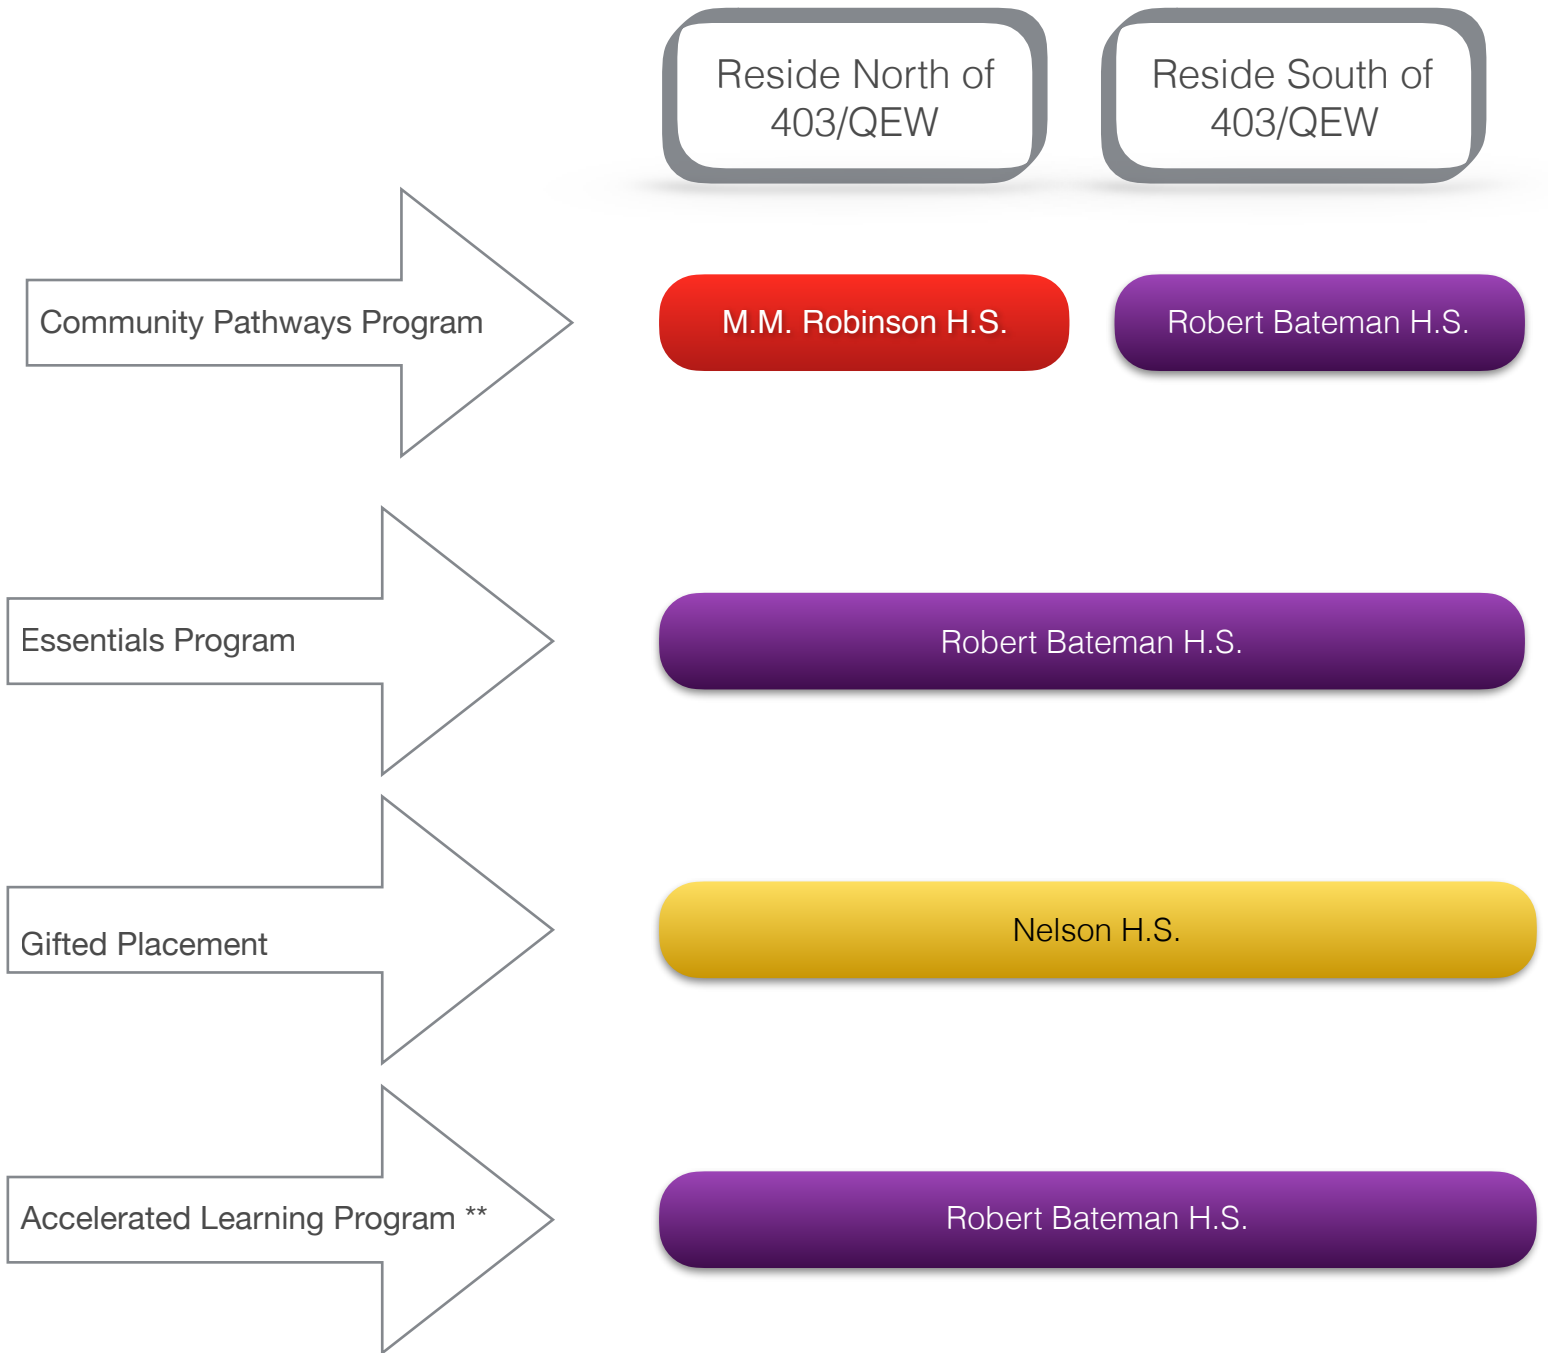 Reside North of
403/QEW
Reside South of
403/QEW
Community Pathways Program
M.M. Robinson H.S.
Robert Bateman H.S.
Essentials Program
Robert Bateman H.S.
Gifted Placement
Nelson H.S.
Accelerated Learning Program **
Robert Bateman H.S.